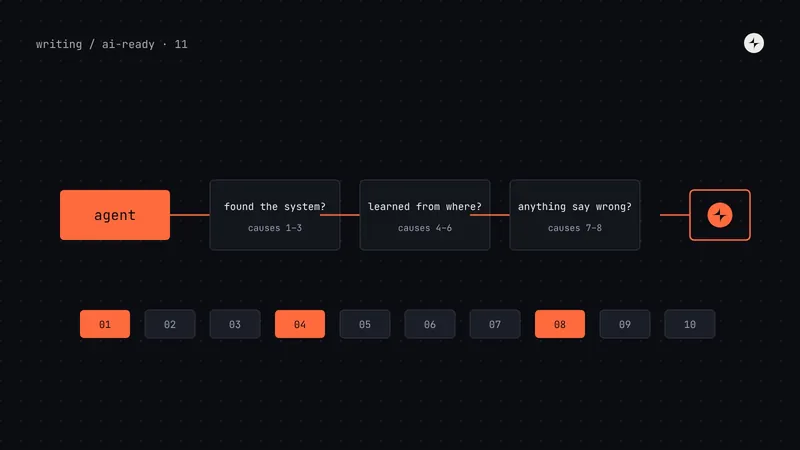 writing / ai-ready · 11
agent
found the system?
causes 1–3
learned from where?
causes 4–6
anything say wrong?
causes 7–8
01 02 03 04 05 06 07 08 09 10